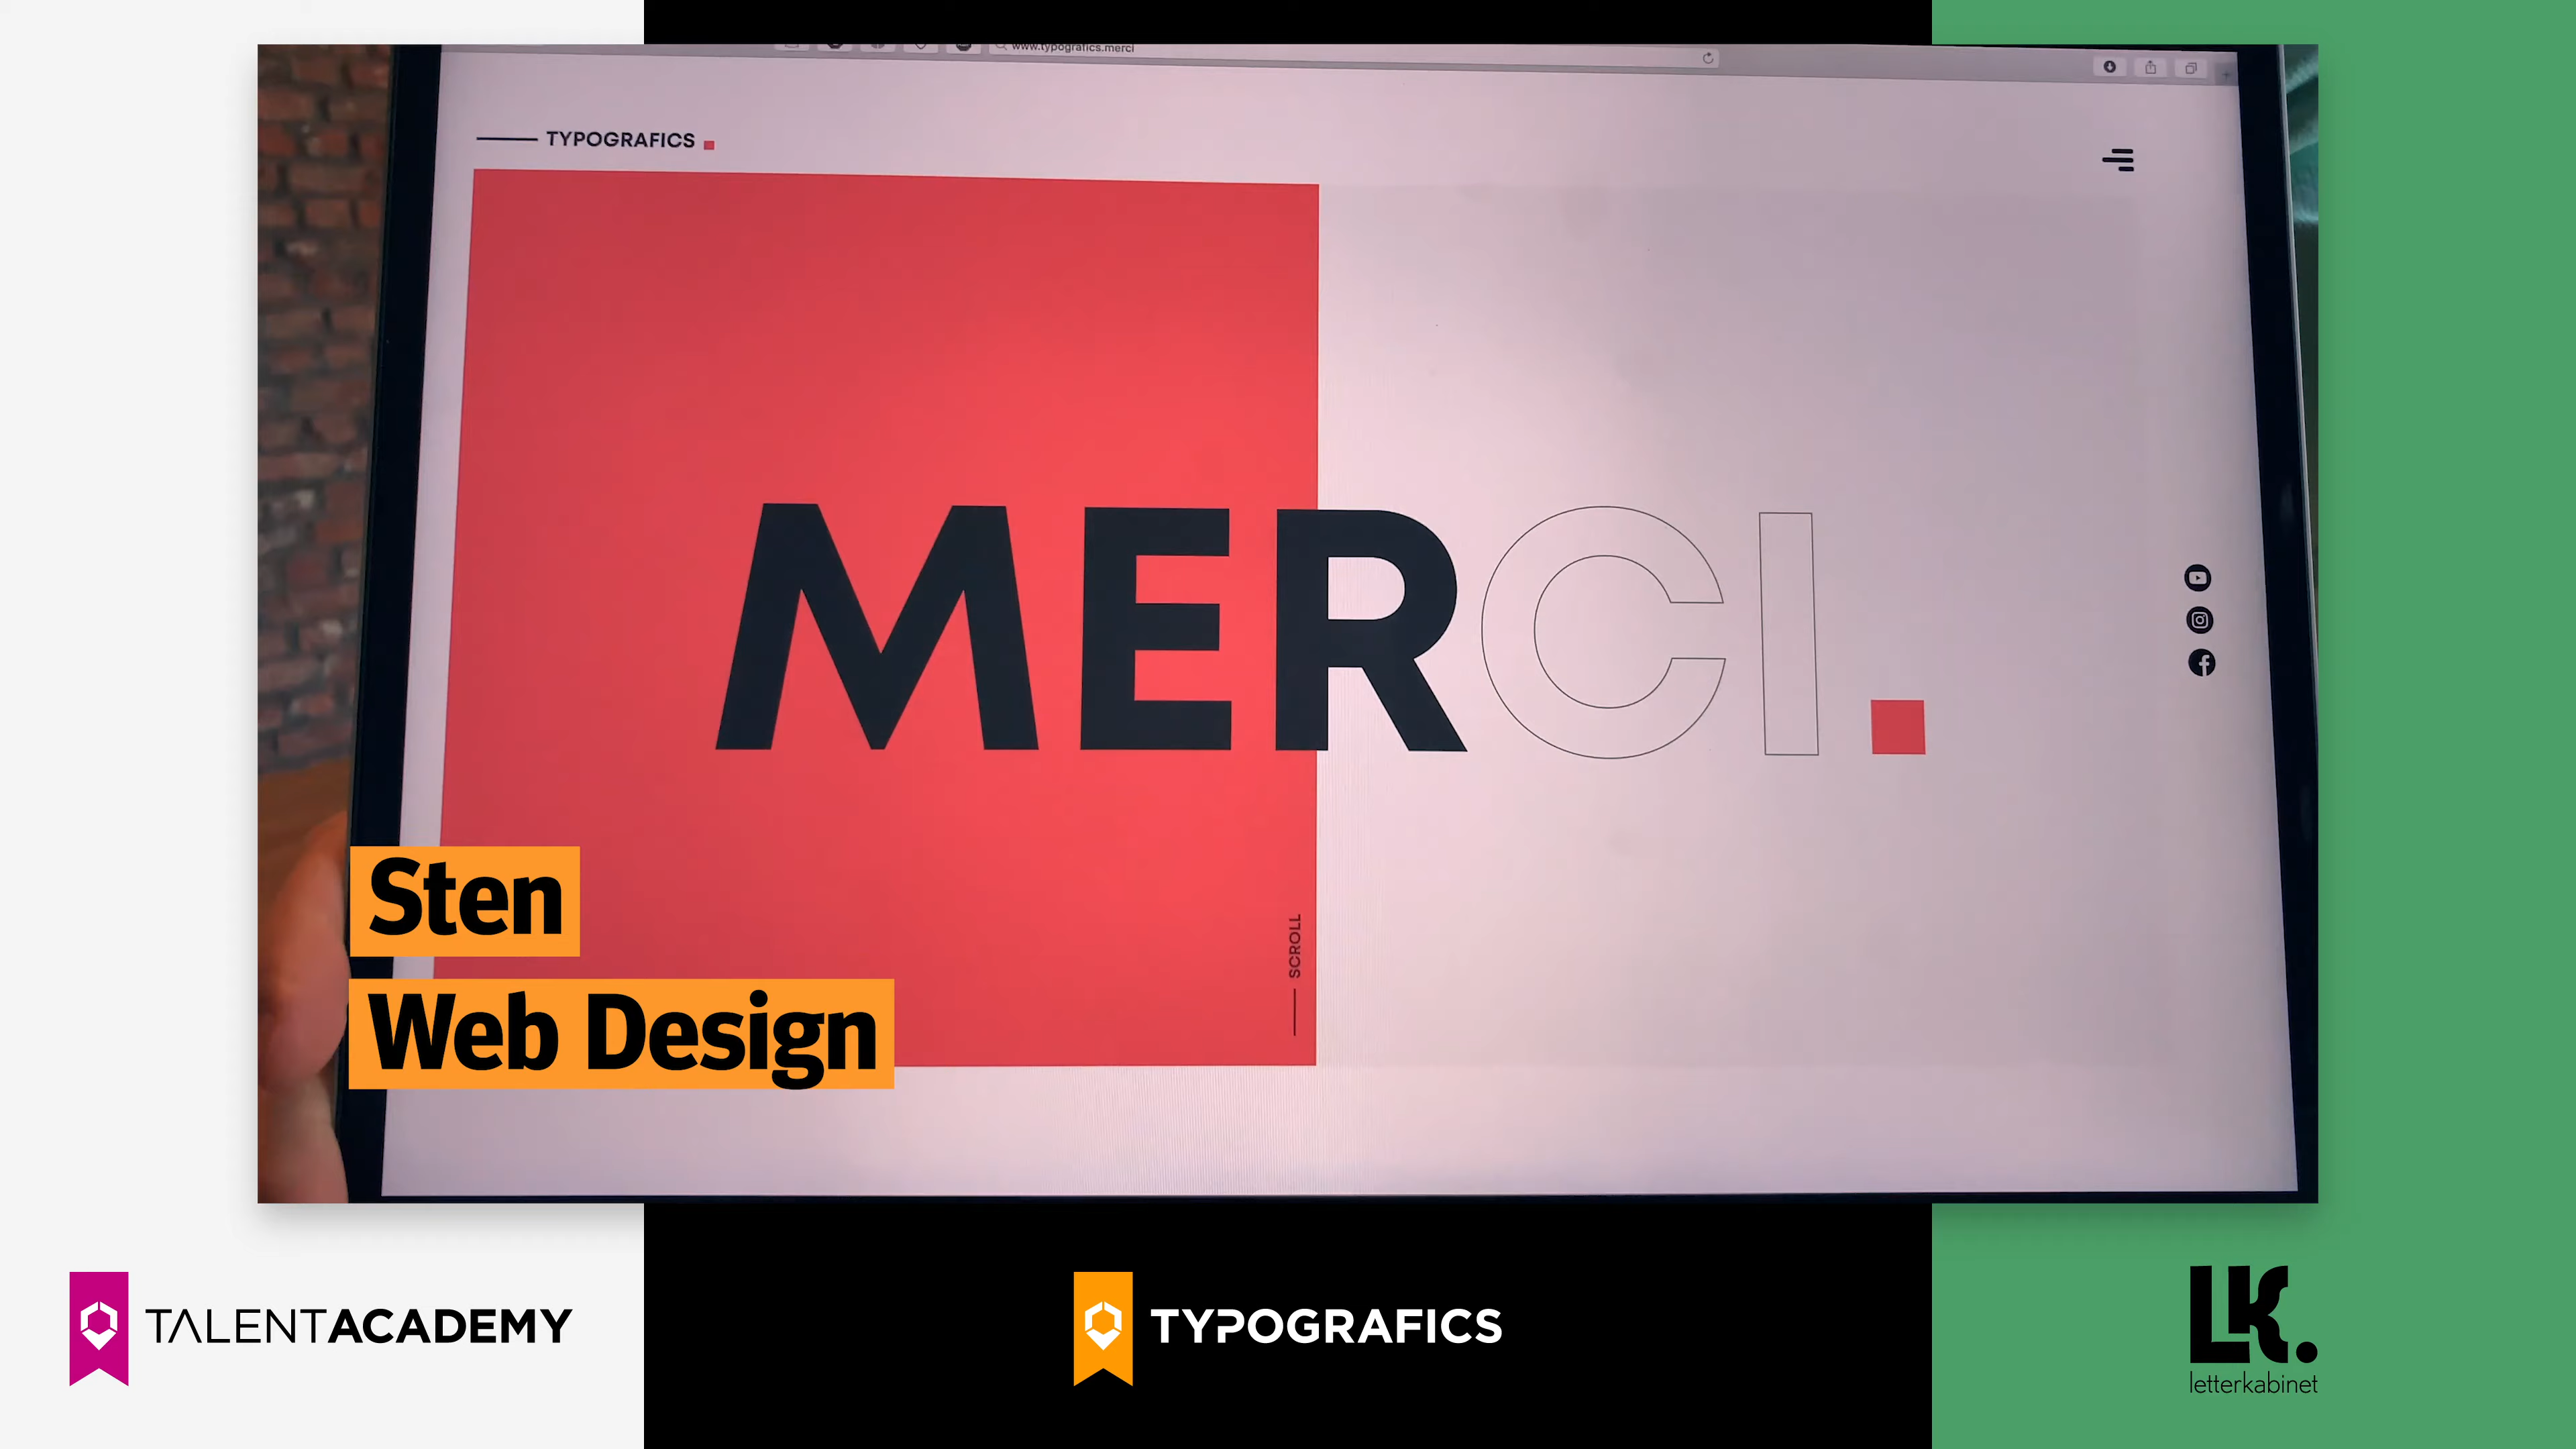 www.typografics.merci
TYPOGRAFICS
MERCI.
SCROLL
Sten
Web Design
TALENTACADEMY
TYPOGRAFICS
LK.
letterkabinet